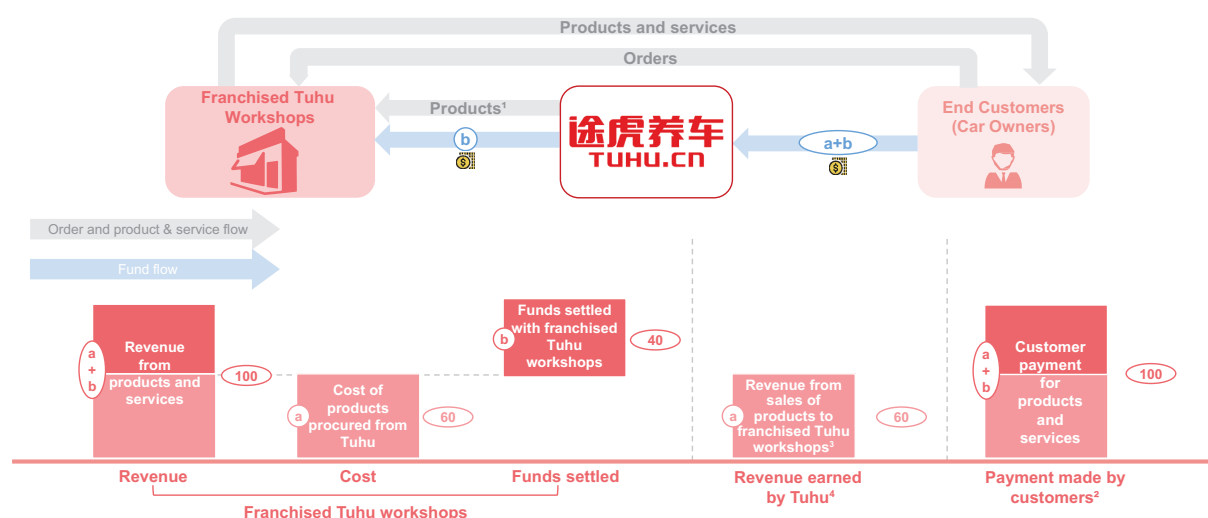 Products and services
Orders
Franchised Tuhu
Workshops
Products¹
b
途虎养车
TUHU.cn
a+b
End Customers
(Car Owners)
Order and product & service flow
Fund flow
a
+
b
Revenue
from
products and
services
100
a
Cost of
products
procured from
Tuhu
60
b
Funds settled
with franchised
Tuhu
workshops
40
a
Revenue from
sales of
products to
franchised Tuhu
workshops³
60
a
+
b
Customer
payment
for
products
and
services
100
Revenue
Cost
Funds settled
Revenue earned
by Tuhu⁴
Payment made by
customers²
Franchised Tuhu workshops